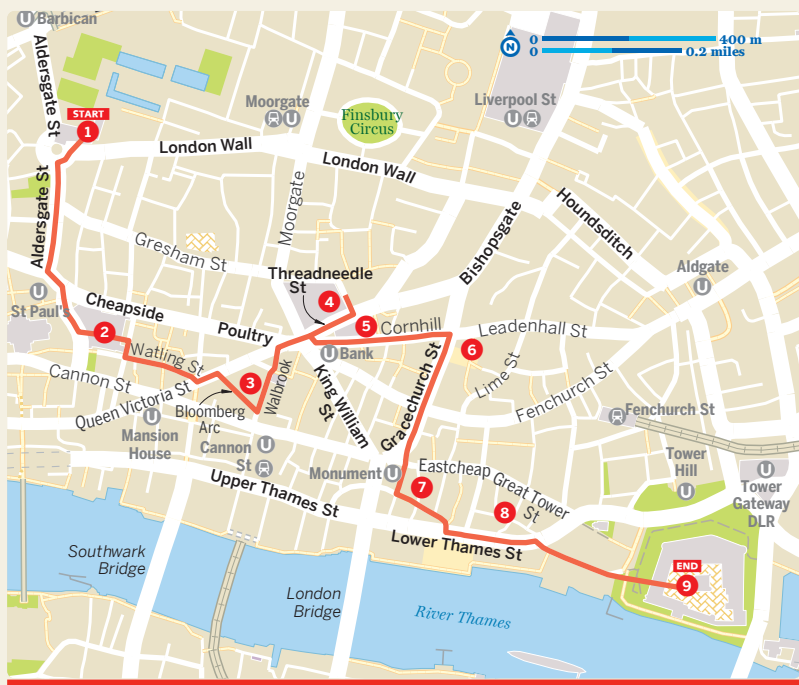 Barbican
Aldersgate St
START
1
Moorgate
Finsbury
Circus
Liverpool St
N
0
400 m
0
0.2 miles
London Wall
London Wall
Moorgate
Bishopsgate
Houndsditch
Aldgate
Aldersgate St
Gresham St
Threadneedle
St
4
St Paul's
Cheapside
2
Poultry
5
Cornhill
Leadenhall St
Bank
6
Watling St
Cannon St
Queen Victoria St
3
Walbrook
Bloomberg
Arc
King William
St
Gracechurch St
Lime St
Fenchurch St
Fenchurch St
Mansion
House
Cannon
St
Monument
Eastcheap
Great Tower
St
7
8
Tower
Hill
Tower
Gateway
DLR
Upper Thames St
Lower Thames St
Southwark
Bridge
London
Bridge
River Thames
END
9